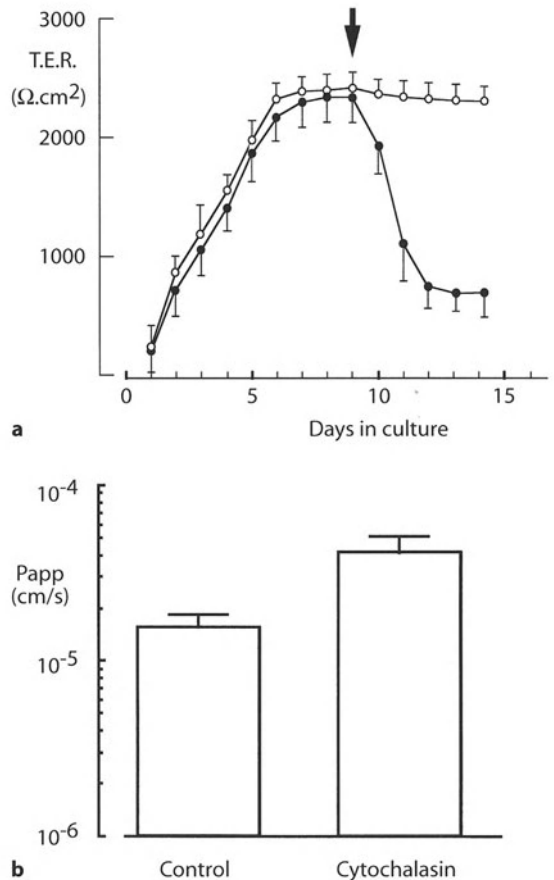 3000
T.E.R.
(Ω.cm²)
2000
1000
0 5 10 15
a Days in culture
10⁻⁴
Papp
(cm/s)
10⁻⁵
10⁻⁶
b Control Cytochalasin